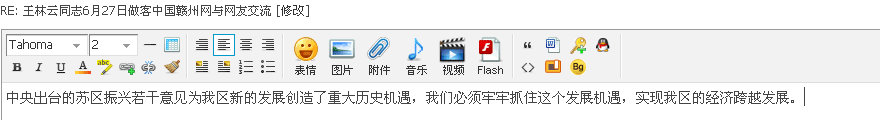 RE: 王林云同志6月27日做客中国赣州网与网友交流 [修改]
Tahoma 2 表情 图片 附件 音乐 视频 Flash
B I U A Bg
中央出台的苏区振兴若干意见为我区新的发展创造了重大历史机遇，我们必须牢牢抓住这个发展机遇，实现我区的经济跨越发展。